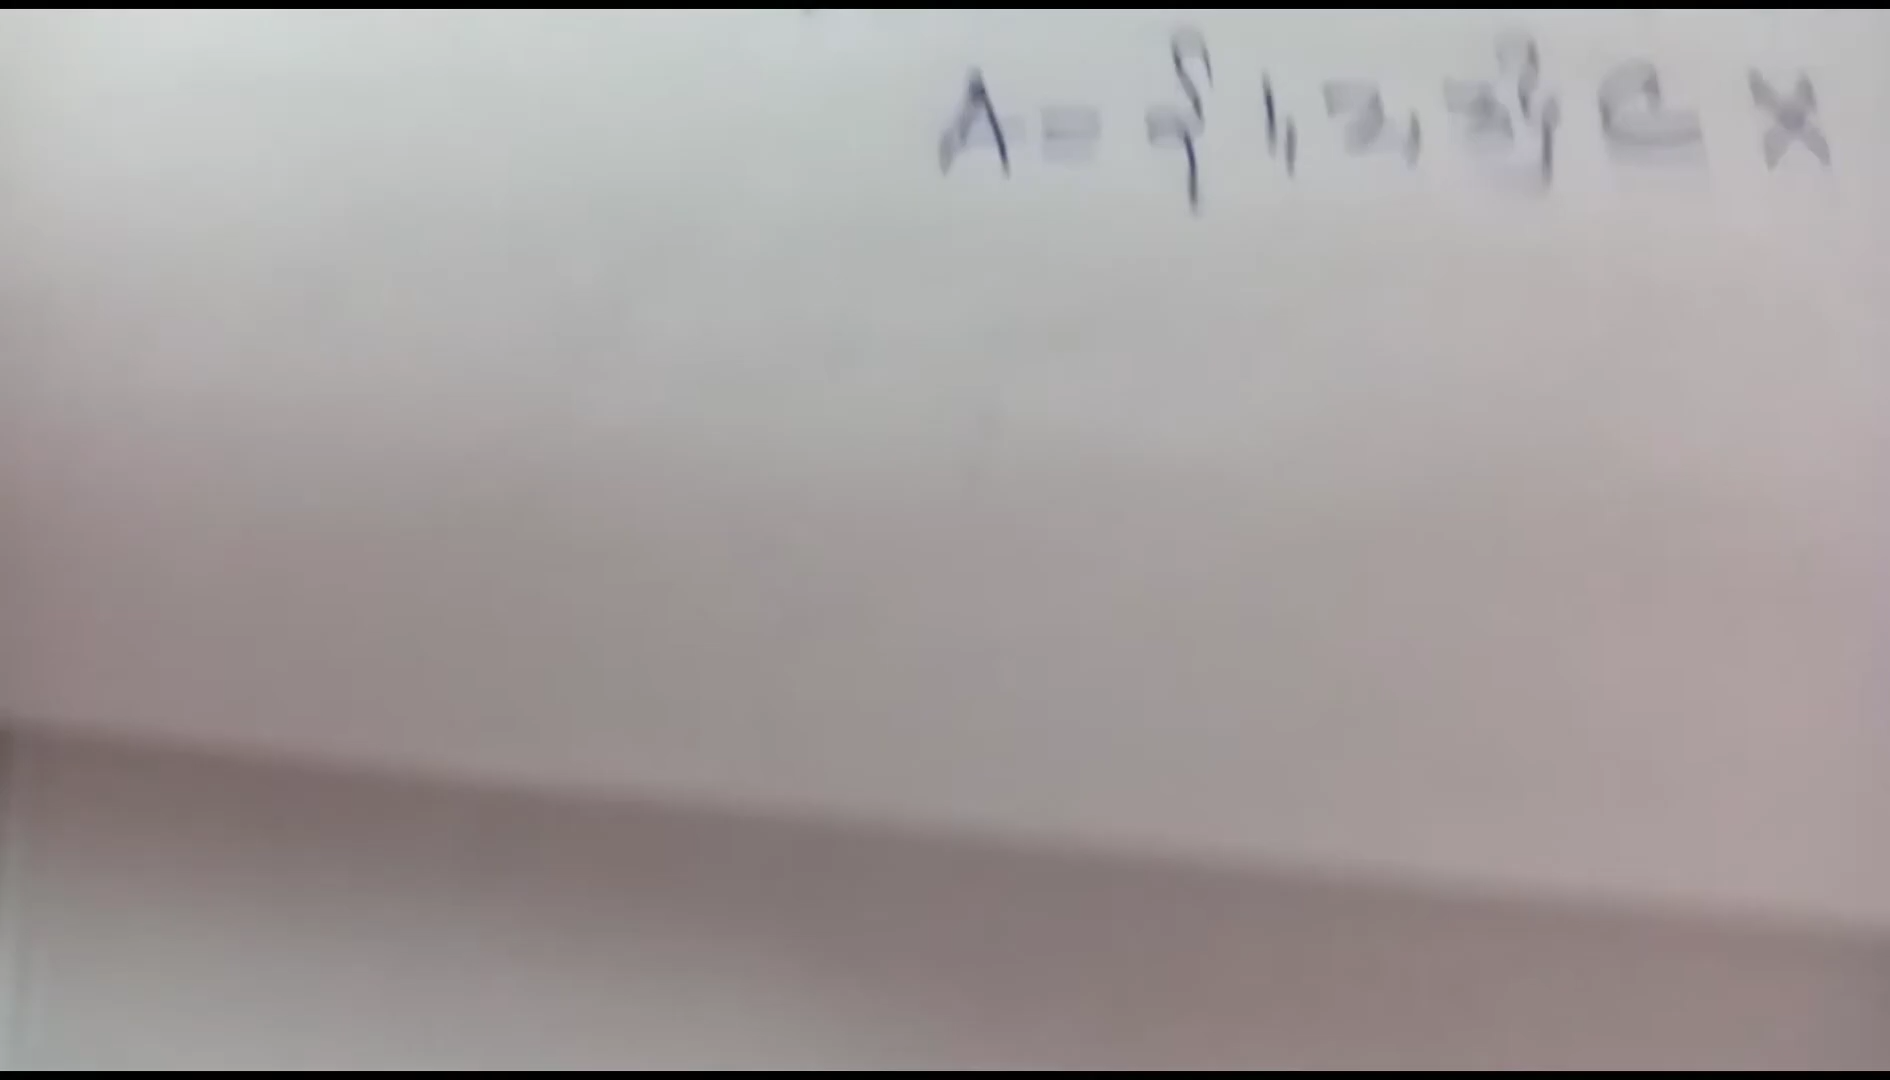 A = { 1, 2, 3} ⊆ X